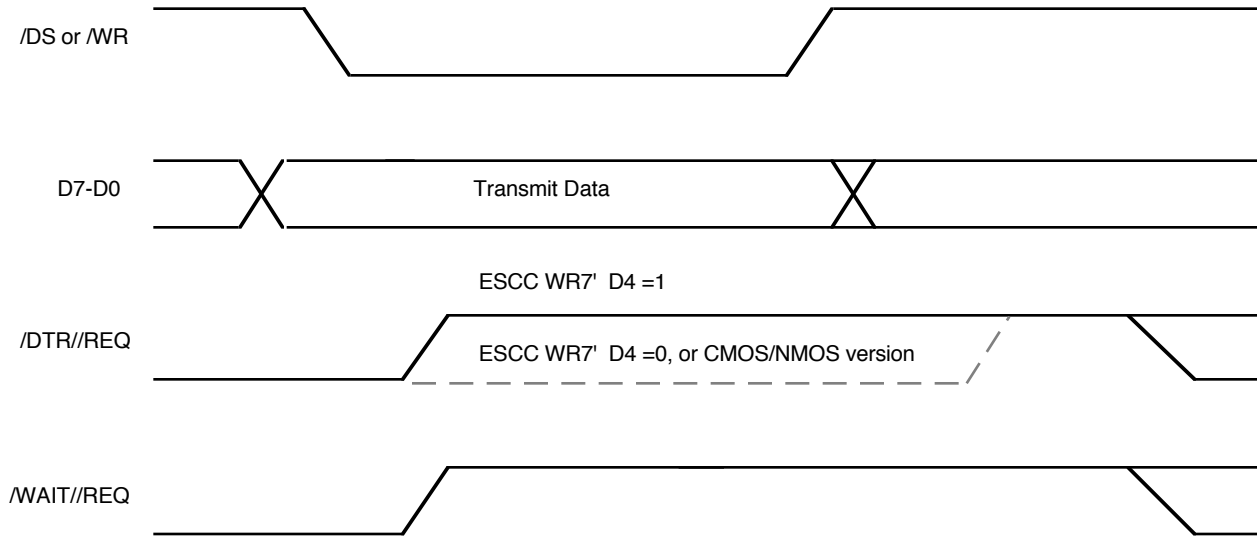 /DS or /WR
D7-D0
Transmit Data
ESCC WR7' D4 =1
/DTR//REQ
ESCC WR7' D4 =0, or CMOS/NMOS version
/WAIT//REQ